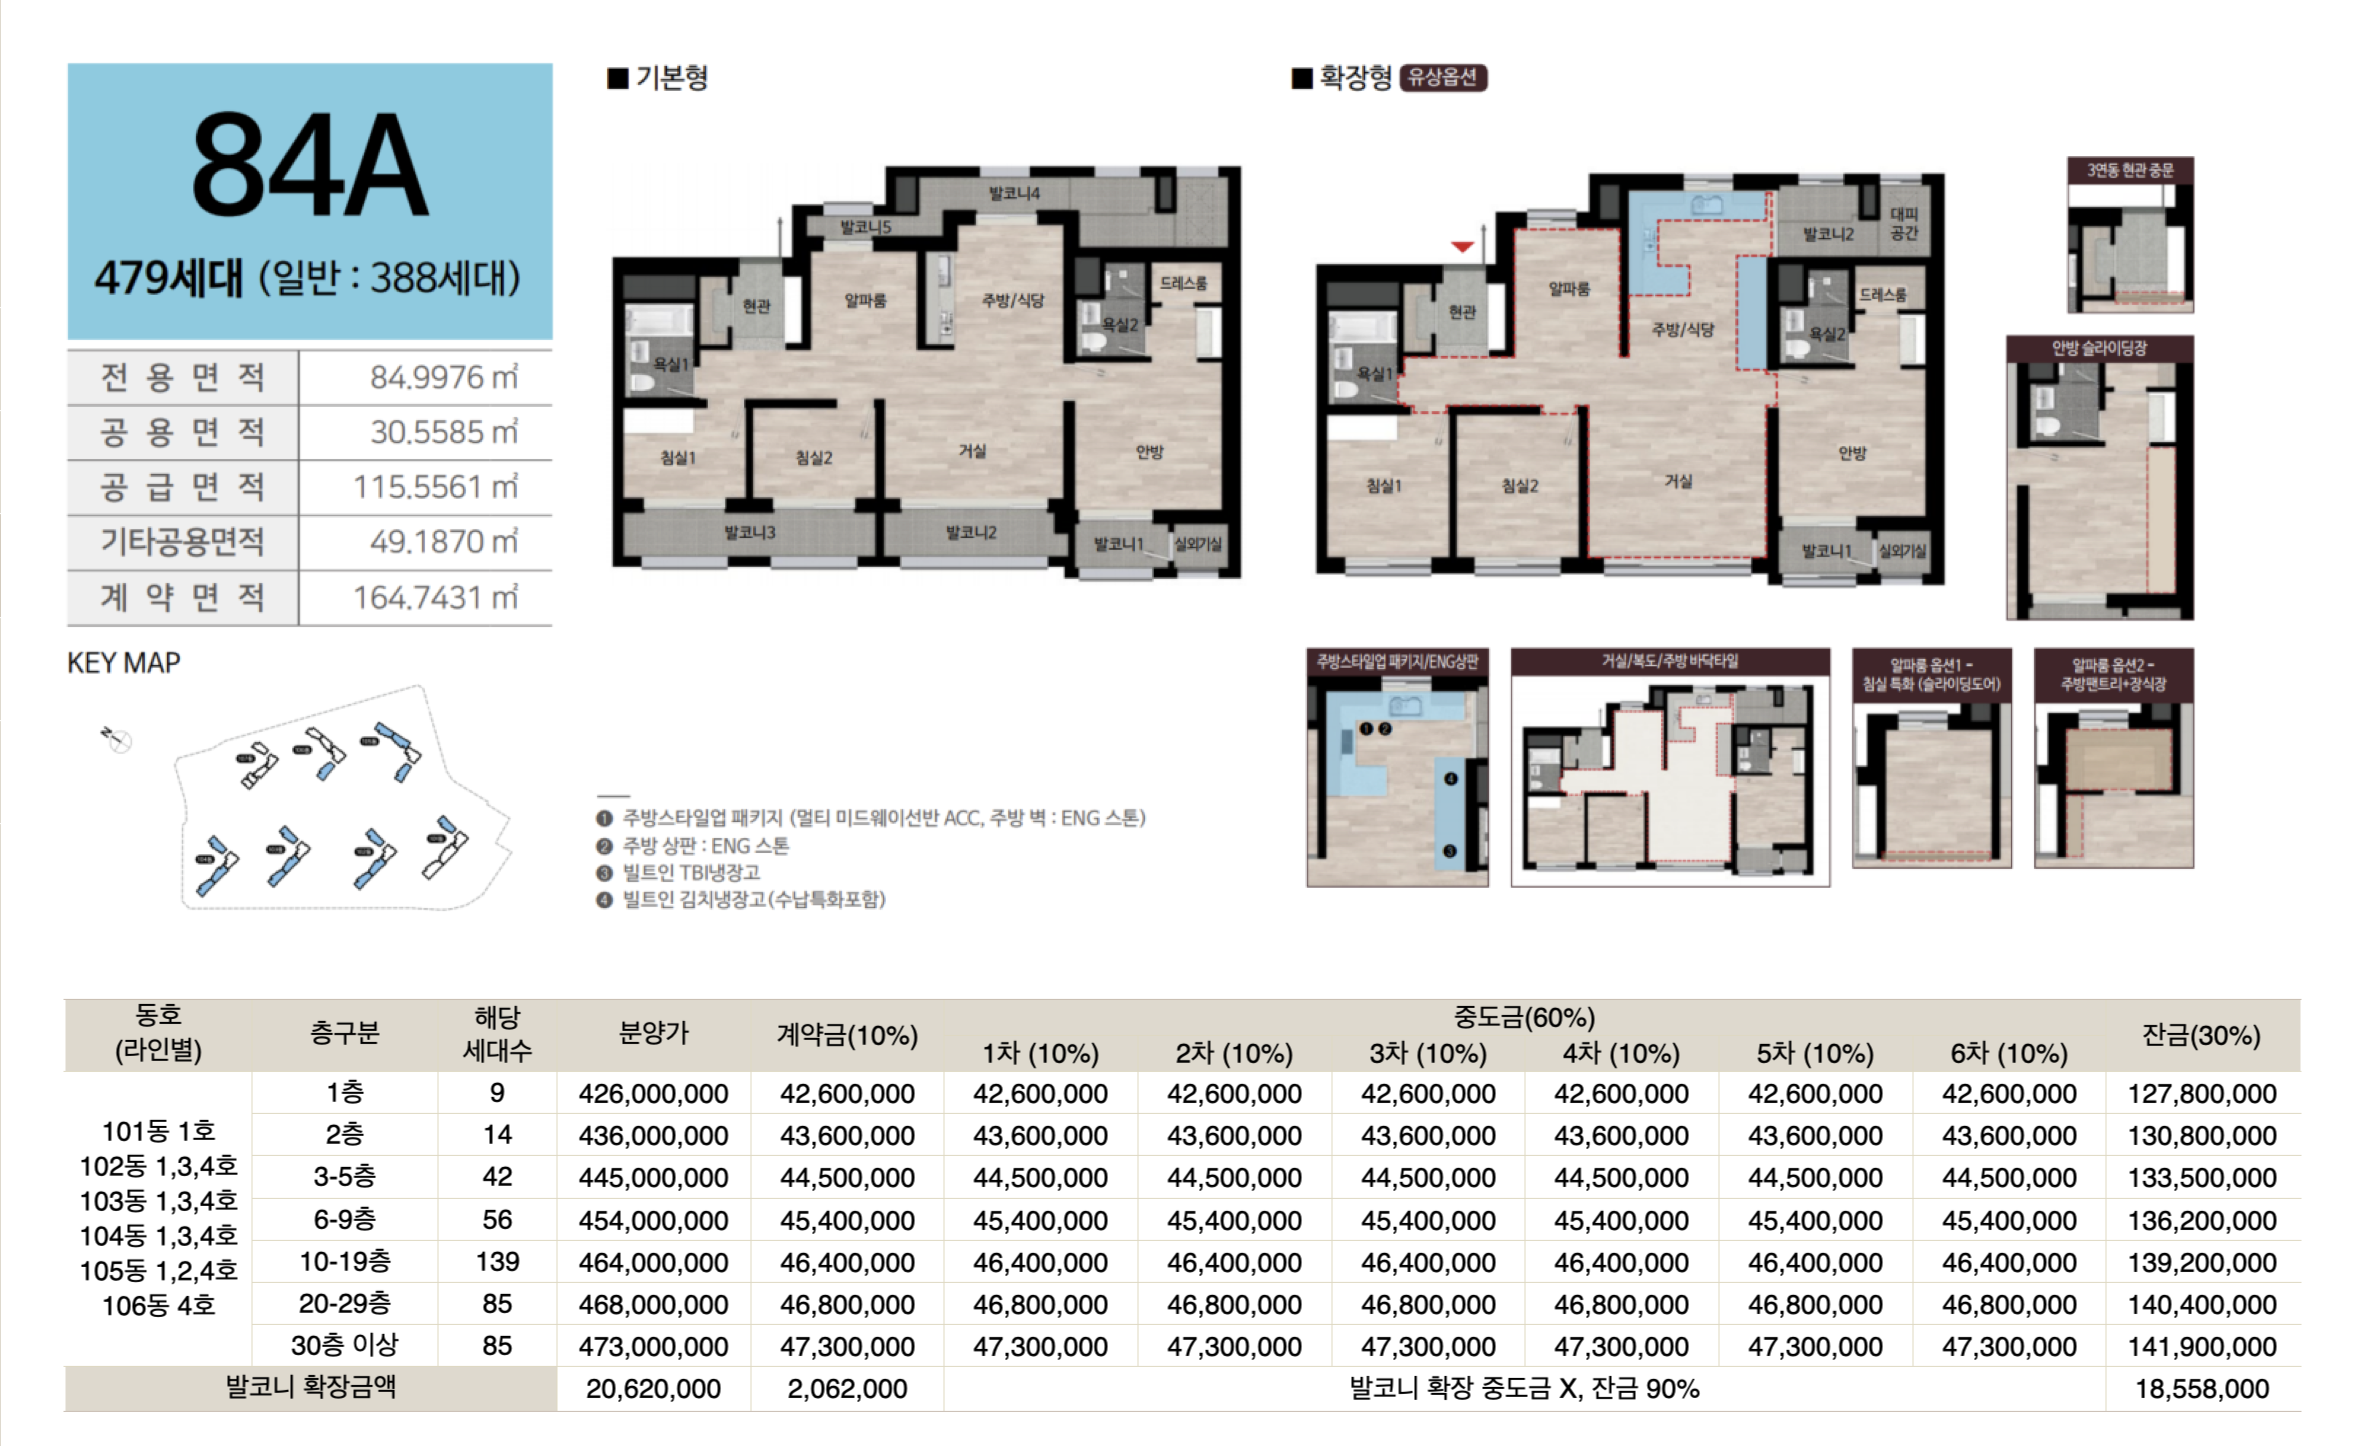 84A
479세대 (일반 : 388세대)
전 용 면 적 84.9976 ㎡
공 용 면 적 30.5585 ㎡
공 급 면 적 115.5561 ㎡
기타공용면적 49.1870 ㎡
계 약 면 적 164.7431 ㎡
KEY MAP
N
■ 기본형
발코니4
발코니5
현관
알파룸
주방/식당
드레스룸
욕실2
욕실1
침실1
침실2
거실
안방
발코니3
발코니2
발코니1
실외기실
■ 확장형 유상옵션
대피
공간
발코니2
알파룸
현관
드레스룸
주방/식당
욕실2
욕실1
침실1
침실2
거실
안방
발코니1
실외기실
3연동 현관 중문
안방 슬라이딩장
주방스타일업 패키지/ENG상판
❶ ❷
❹
❸
거실/복도/주방 바닥타일
알파룸 옵션1 –
침실 특화 (슬라이딩도어)
알파룸 옵션2 –
주방팬트리+장식장
❶ 주방스타일업 패키지 (멀티 미드웨이선반 ACC, 주방 벽 : ENG 스톤)
❷ 주방 상판 : ENG 스톤
❸ 빌트인 TBI냉장고
❹ 빌트인 김치냉장고(수납특화포함)
동호
(라인별)
층구분
해당
세대수
분양가
계약금(10%)
중도금(60%)
1차 (10%) 2차 (10%) 3차 (10%) 4차 (10%) 5차 (10%) 6차 (10%)
잔금(30%)
101동 1호
102동 1,3,4호
103동 1,3,4호
104동 1,3,4호
105동 1,2,4호
106동 4호
1층 9 426,000,000 42,600,000 42,600,000 42,600,000 42,600,000 42,600,000 42,600,000 42,600,000 127,800,000
2층 14 436,000,000 43,600,000 43,600,000 43,600,000 43,600,000 43,600,000 43,600,000 43,600,000 130,800,000
3-5층 42 445,000,000 44,500,000 44,500,000 44,500,000 44,500,000 44,500,000 44,500,000 44,500,000 133,500,000
6-9층 56 454,000,000 45,400,000 45,400,000 45,400,000 45,400,000 45,400,000 45,400,000 45,400,000 136,200,000
10-19층 139 464,000,000 46,400,000 46,400,000 46,400,000 46,400,000 46,400,000 46,400,000 46,400,000 139,200,000
20-29층 85 468,000,000 46,800,000 46,800,000 46,800,000 46,800,000 46,800,000 46,800,000 46,800,000 140,400,000
30층 이상 85 473,000,000 47,300,000 47,300,000 47,300,000 47,300,000 47,300,000 47,300,000 47,300,000 141,900,000
발코니 확장금액 20,620,000 2,062,000 발코니 확장 중도금 X, 잔금 90% 18,558,000